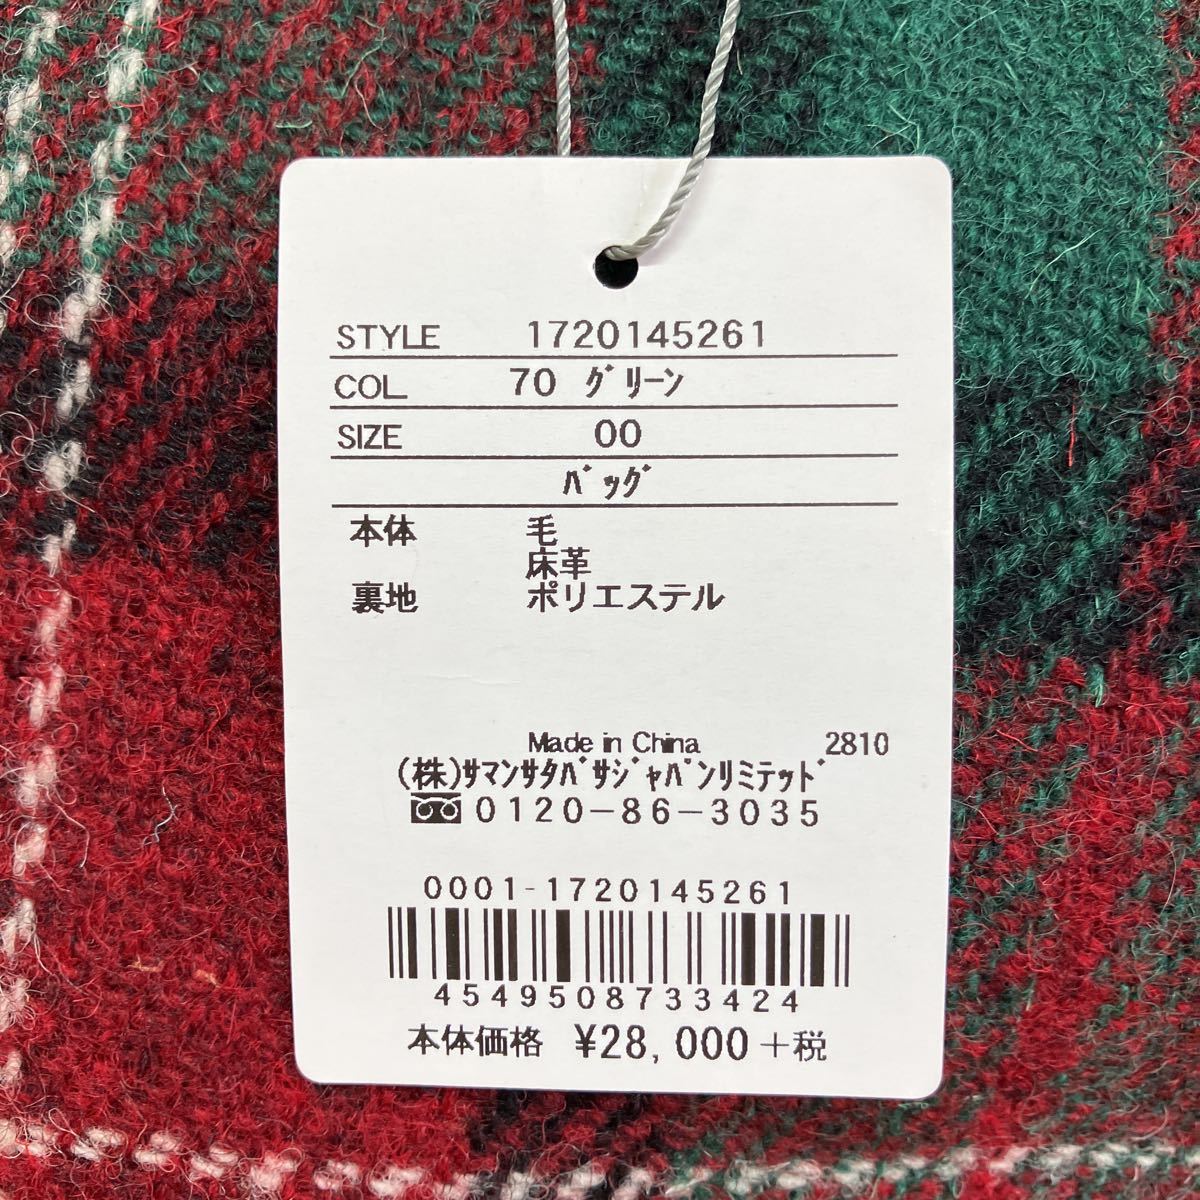 STYLE 1720145261
COL 70 ｸﾞﾘｰﾝ
SIZE 00
ﾊﾞｯｸﾞ
本体 毛
床革
裏地 ポリエステル
Made in China 2810
(株)ｻﾏﾝｻﾀﾊﾞｻｼﾞｬﾊﾟﾝﾘﾐﾃｯﾄﾞ
0120-86-3035
0001-1720145261
4549508733424
本体価格 ¥28,000+税